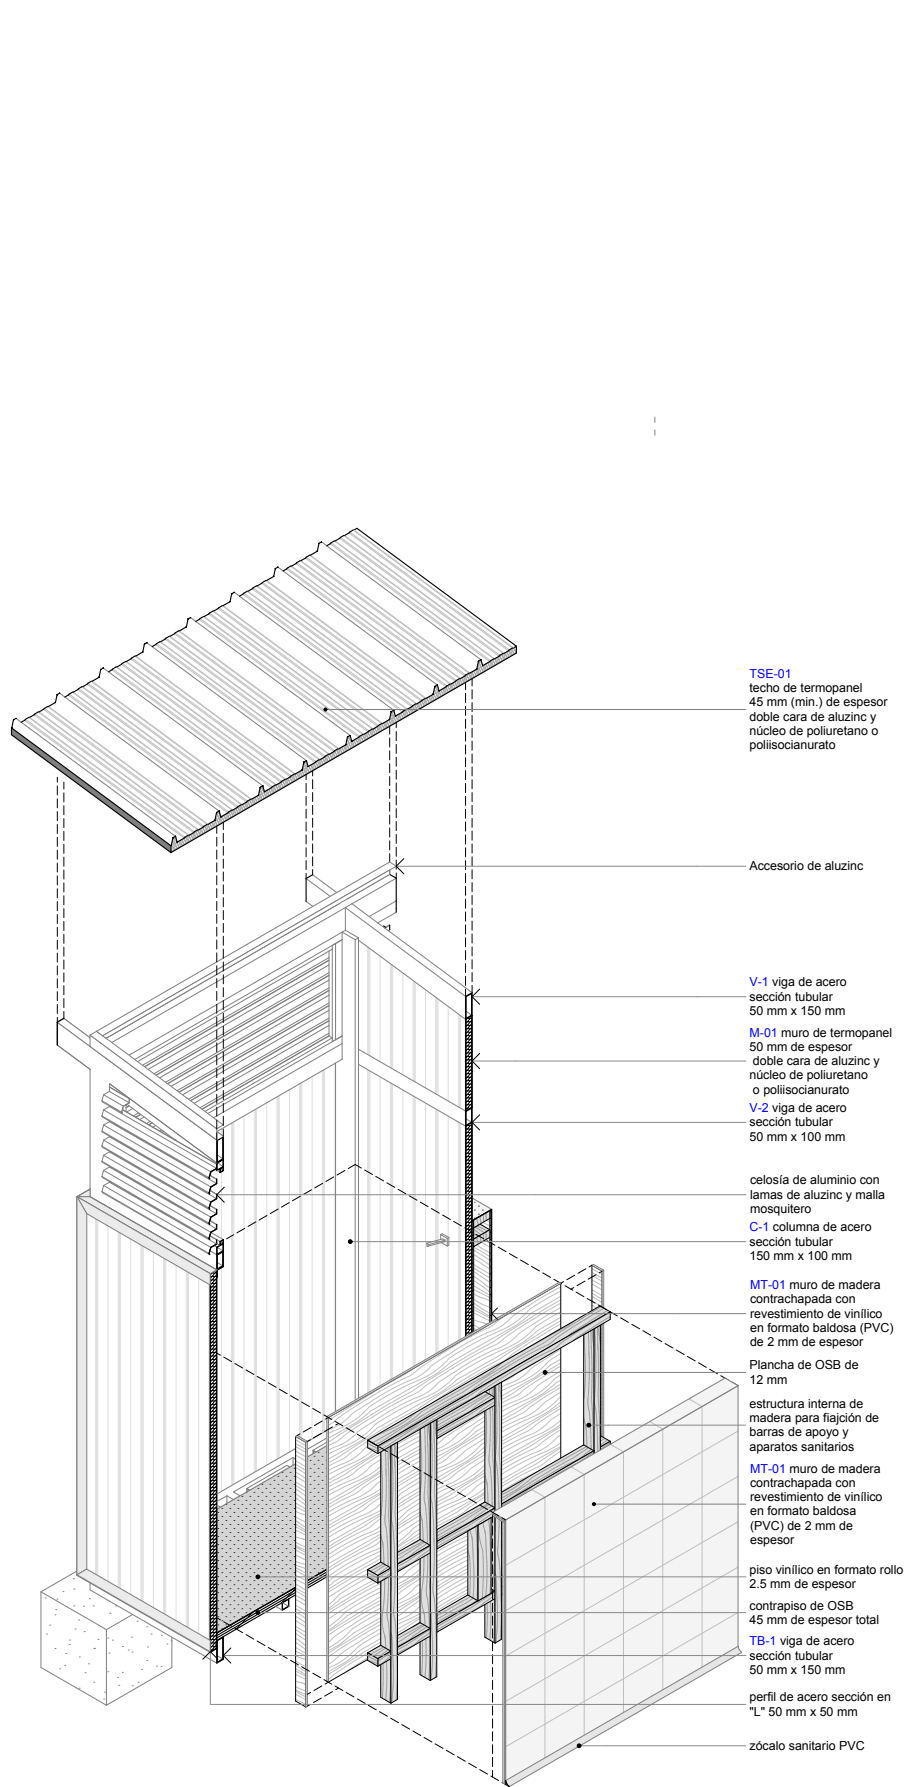 TSE-01
techo de termopanel
45 mm (min.) de espesor
doble cara de aluzinc y
núcleo de poliuretano o
poliisocianurato
Accesorio de aluzinc
V-1 viga de acero
sección tubular
50 mm x 150 mm
M-01 muro de termopanel
50 mm de espesor
doble cara de aluzinc y
núcleo de poliuretano
o poliisocianurato
V-2 viga de acero
sección tubular
50 mm x 100 mm
celosía de aluminio con
lamas de aluzinc y malla
mosquitero
C-1 columna de acero
sección tubular
150 mm x 100 mm
MT-01 muro de madera
contrachapada con
revestimiento de vinílico
en formato baldosa (PVC)
de 2 mm de espesor
Plancha de OSB de
12 mm
estructura interna de
madera para fiajción de
barras de apoyo y
aparatos sanitarios
MT-01 muro de madera
contrachapada con
revestimiento de vinílico
en formato baldosa
(PVC) de 2 mm de
espesor
piso vinílico en formato rollo
2.5 mm de espesor
contrapiso de OSB
45 mm de espesor total
TB-1 viga de acero
sección tubular
50 mm x 150 mm
perfil de acero sección en
"L" 50 mm x 50 mm
zócalo sanitario PVC